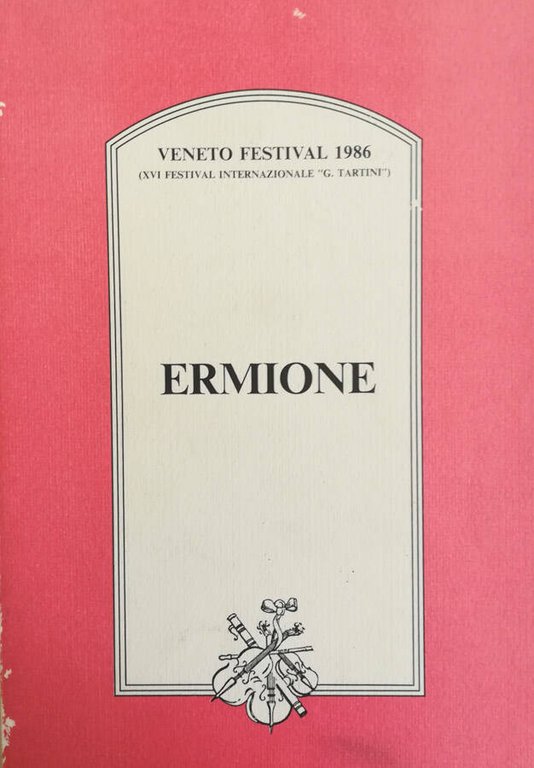 VENETO FESTIVAL 1986
(XVI FESTIVAL INTERNAZIONALE "G. TARTINI")
ERMIONE